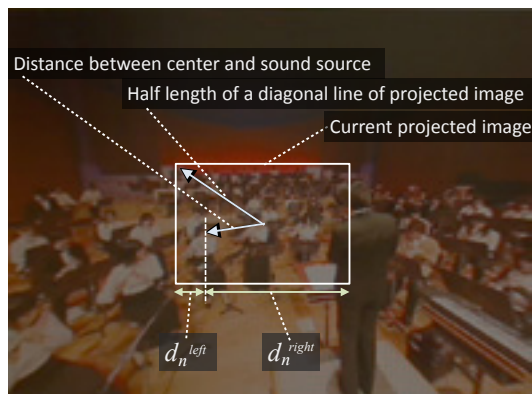 Distance between center and sound source
Half length of a diagonal line of projected image
Current projected image
d_n^left d_n^right